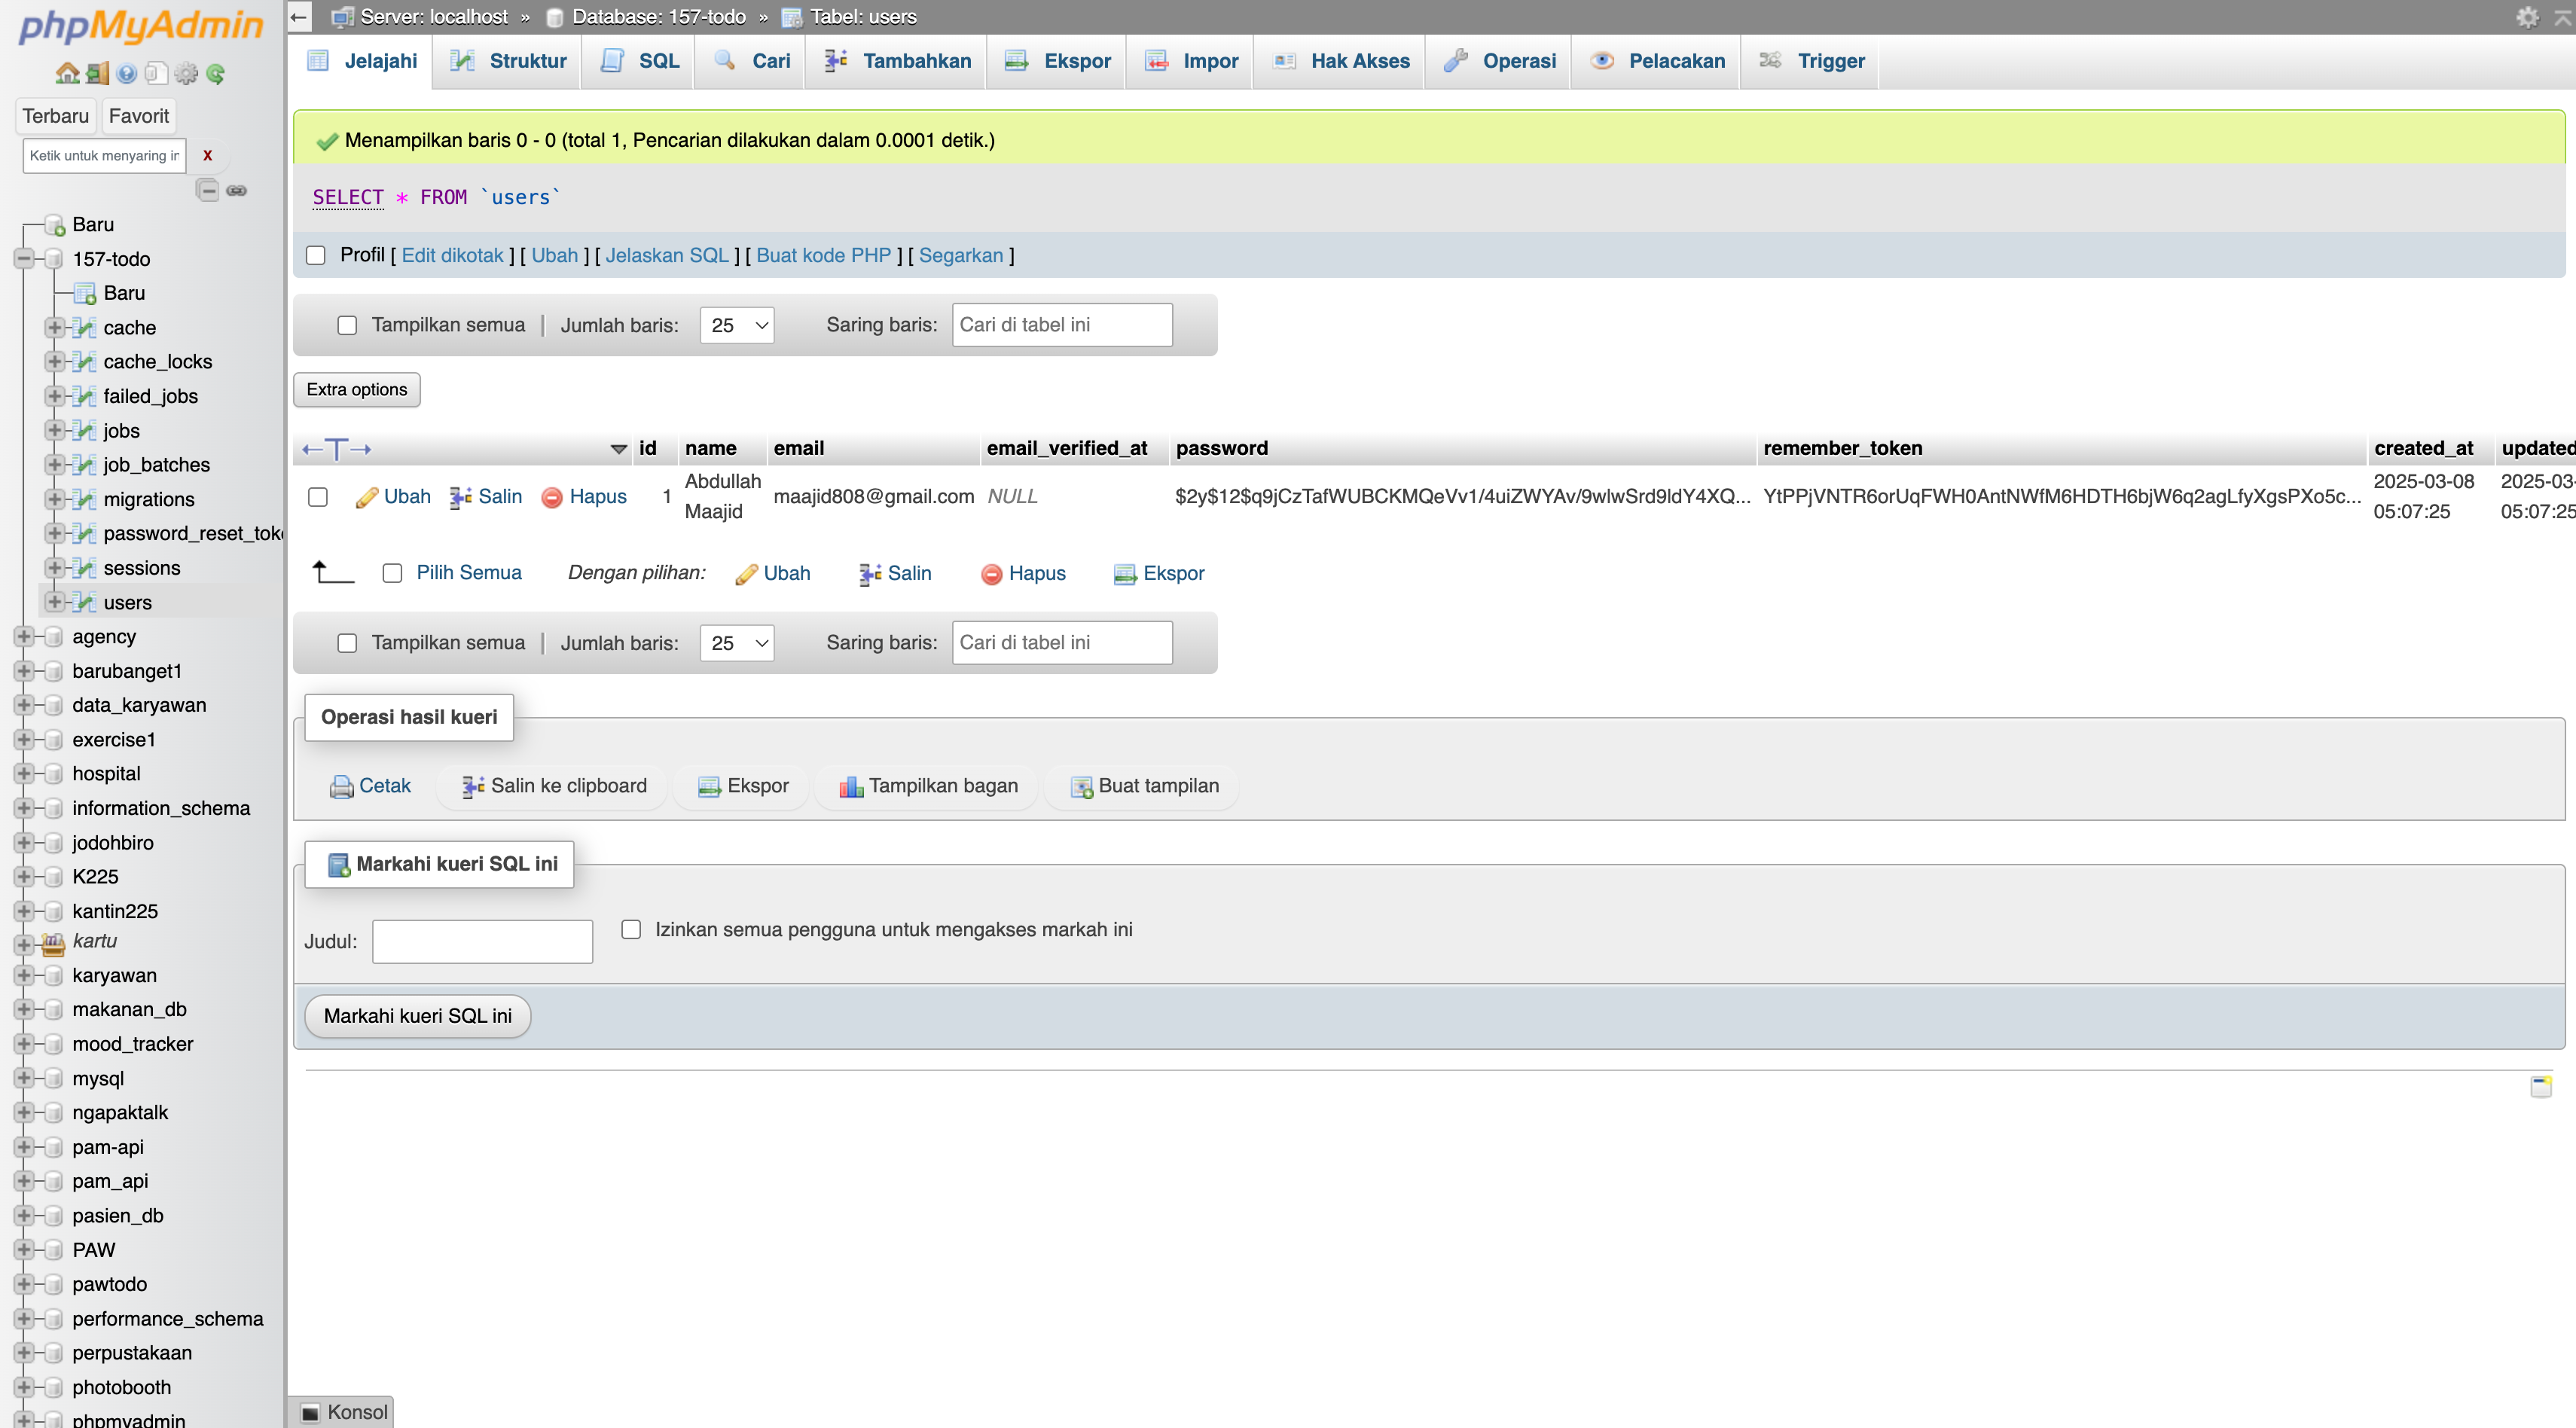 phpMyAdmin
Terbaru Favorit
Ketik untuk menyaring ir X
Baru
157-todo
Baru
cache
cache_locks
failed_jobs
jobs
job_batches
migrations
password_reset_toke
sessions
users
agency
barubanget1
data_karyawan
exercise1
hospital
information_schema
jodohbiro
K225
kantin225
kartu
karyawan
makanan_db
mood_tracker
mysql
ngapaktalk
pam-api
pam_api
pasien_db
PAW
pawtodo
performance_schema
perpustakaan
photobooth
phpmyadmin
Server: localhost » Database: 157-todo » Tabel: users
Jelajahi Struktur SQL Cari Tambahkan Ekspor Impor Hak Akses Operasi Pelacakan Trigger
Menampilkan baris 0 - 0 (total 1, Pencarian dilakukan dalam 0.0001 detik.)
SELECT * FROM `users`
Profil [ Edit dikotak ] [ Ubah ] [ Jelaskan SQL ] [ Buat kode PHP ] [ Segarkan ]
Tampilkan semua | Jumlah baris: 25 Saring baris: Cari di tabel ini
Extra options
←T→ id name email email_verified_at password remember_token created_at updated
Ubah Salin Hapus 1 Abdullah Maajid maajid808@gmail.com NULL $2y$12$q9jCzTafWUBCKMQeVv1/4uiZWYAv/9wlwSrd9ldY4XQ... YtPPjVNTR6orUqFWH0AntNWfM6HDTH6bjW6q2agLfyXgsPXo5c... 2025-03-08 05:07:25 2025-03- 05:07:25
Pilih Semua Dengan pilihan: Ubah Salin Hapus Ekspor
Tampilkan semua | Jumlah baris: 25 Saring baris: Cari di tabel ini
Operasi hasil kueri
Cetak Salin ke clipboard Ekspor Tampilkan bagan Buat tampilan
Markahi kueri SQL ini
Judul: Izinkan semua pengguna untuk mengakses markah ini
Markahi kueri SQL ini
Konsol